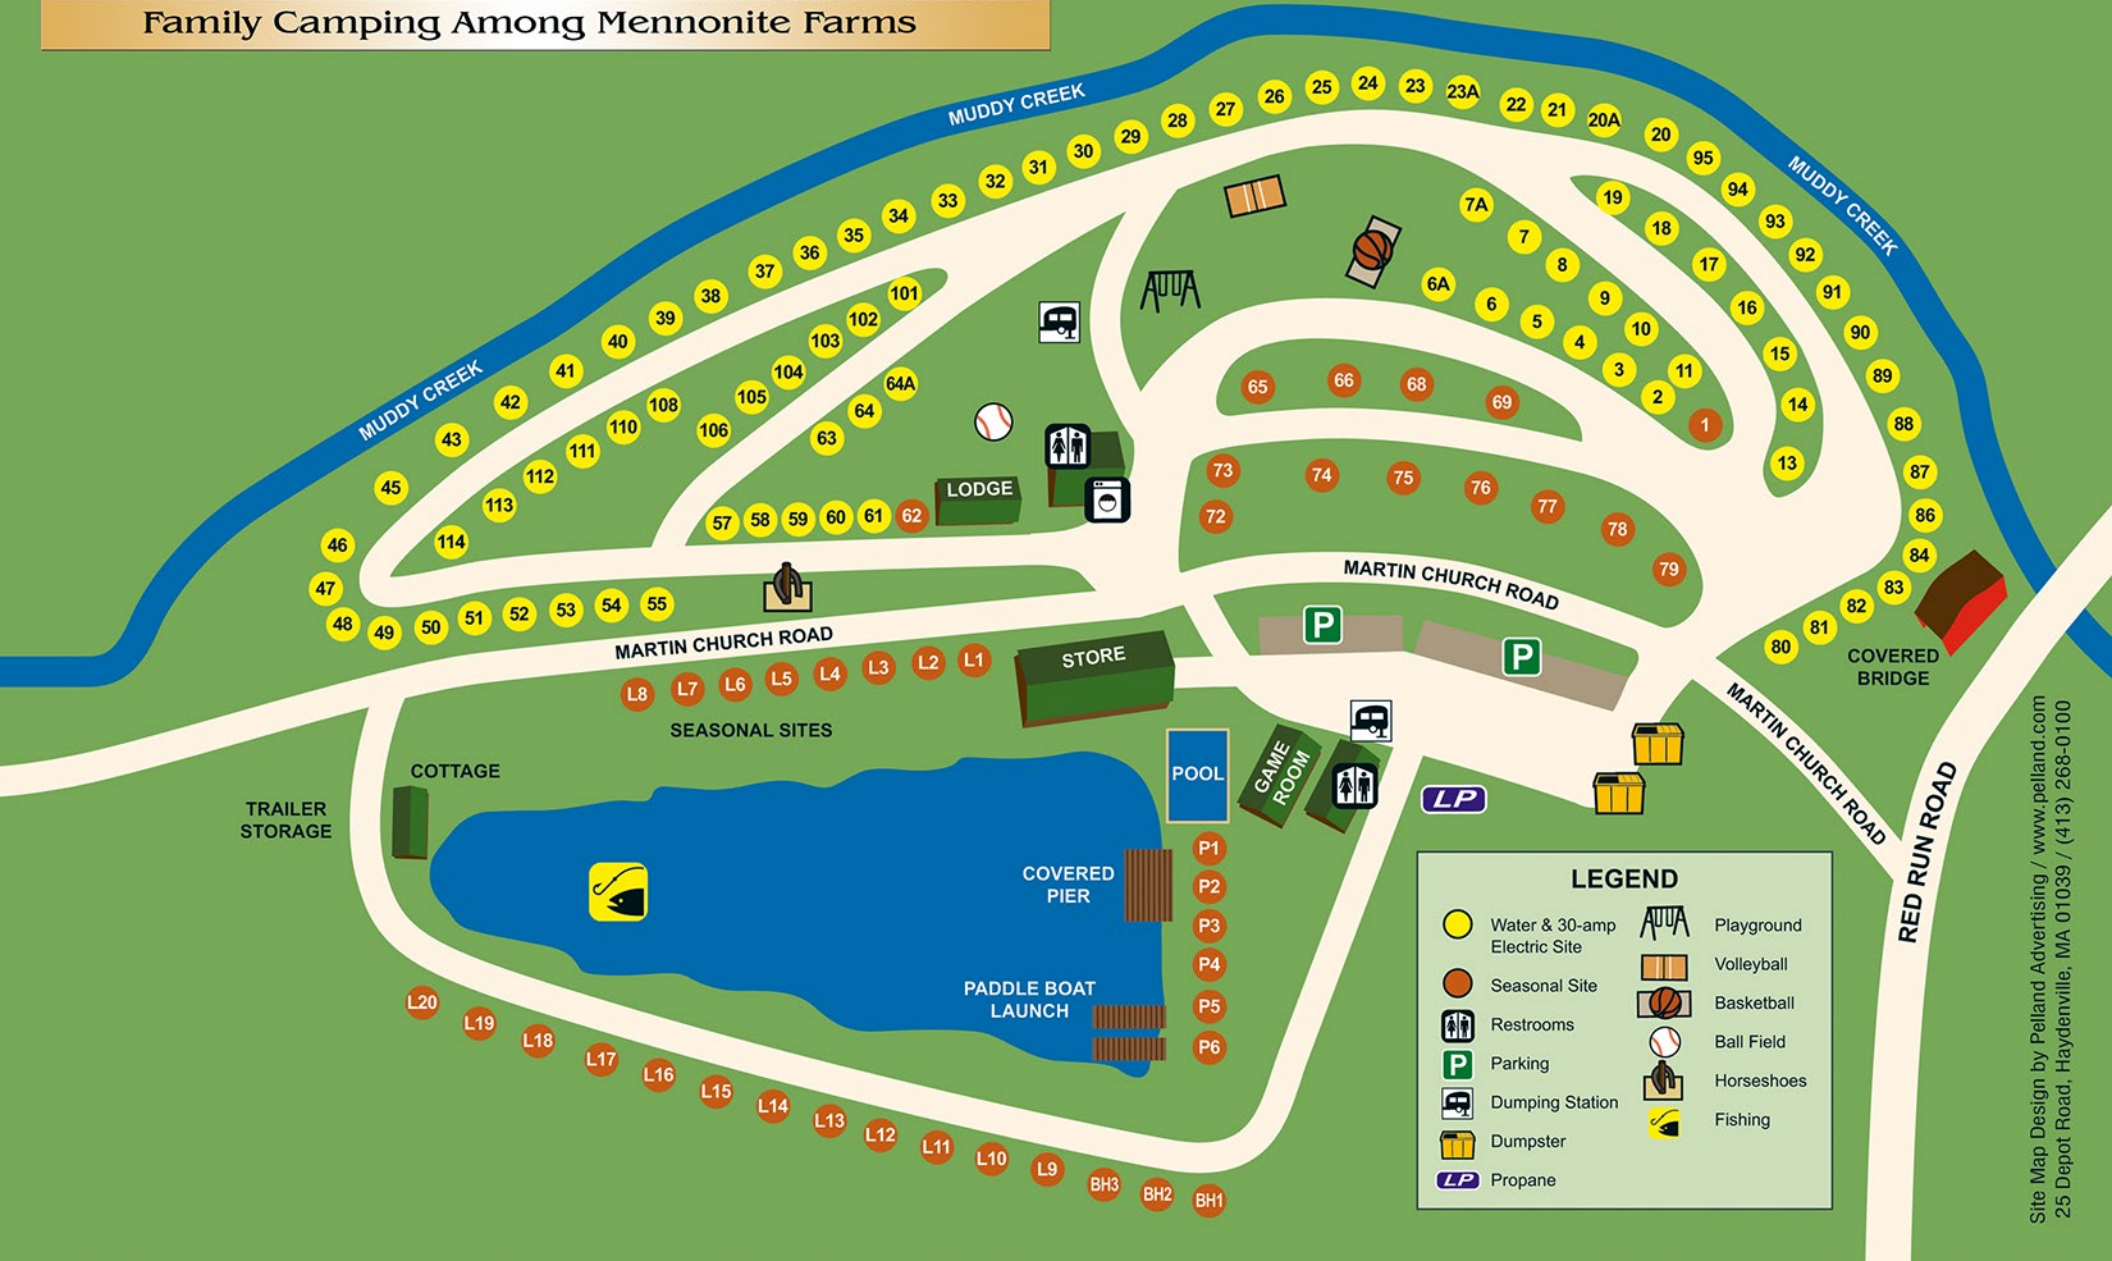 Family Camping Among Mennonite Farms
MUDDY CREEK
MUDDY CREEK
MUDDY CREEK
24
25
23
23A
26
22
21
27
20A
28
20
29
30
95
31
32
94
33
34
93
35
36
92
37
91
38
39
90
40
41
89
42
88
43
87
45
86
46
84
47
83
48
82
49
81
50
80
51
52
53
54
55
19
7A
18
7
17
8
16
9
15
10
14
11
13
6A
6
5
4
3
2
1
101
102
103
104
105
106
108
110
111
112
113
114
64A
64
63
57
58
59
60
61
62
LODGE
65
66
68
69
73
74
75
76
77
78
79
72
MARTIN CHURCH ROAD
MARTIN CHURCH ROAD
MARTIN CHURCH ROAD
RED RUN ROAD
COVERED
BRIDGE
P
P
STORE
L8
L7
L6
L5
L4
L3
L2
L1
SEASONAL SITES
COTTAGE
TRAILER
STORAGE
POOL
GAME
ROOM
LP
COVERED
PIER
PADDLE BOAT
LAUNCH
P1
P2
P3
P4
P5
P6
L20
L19
L18
L17
L16
L15
L14
L13
L12
L11
L10
L9
BH3
BH2
BH1
LEGEND
Water & 30-amp
Electric Site
Seasonal Site
Restrooms
P Parking
Dumping Station
Dumpster
LP Propane
Playground
Volleyball
Basketball
Ball Field
Horseshoes
Fishing
Site Map Design by Pelland Advertising / www.pelland.com
25 Depot Road, Haydenville, MA 01039 / (413) 268-0100